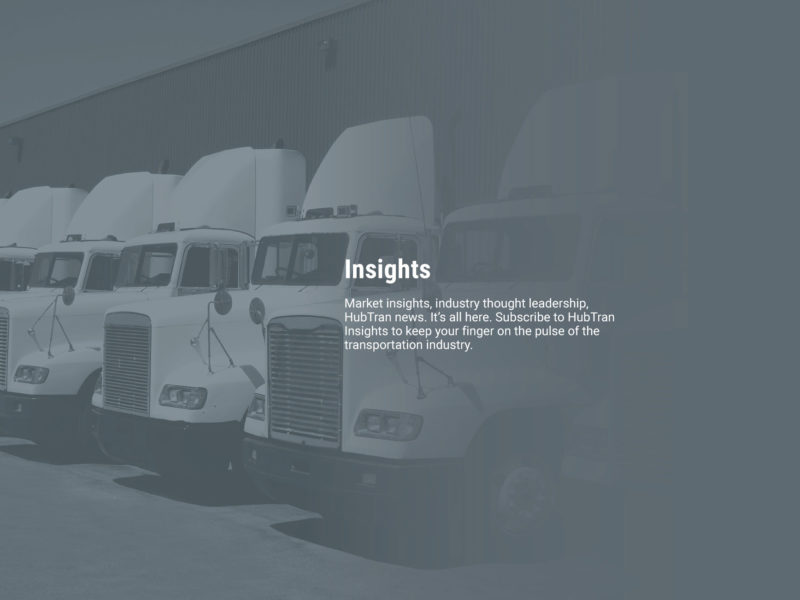 Insights
Market insights, industry thought leadership,
HubTran news. It’s all here. Subscribe to HubTran
Insights to keep your finger on the pulse of the
transportation industry.